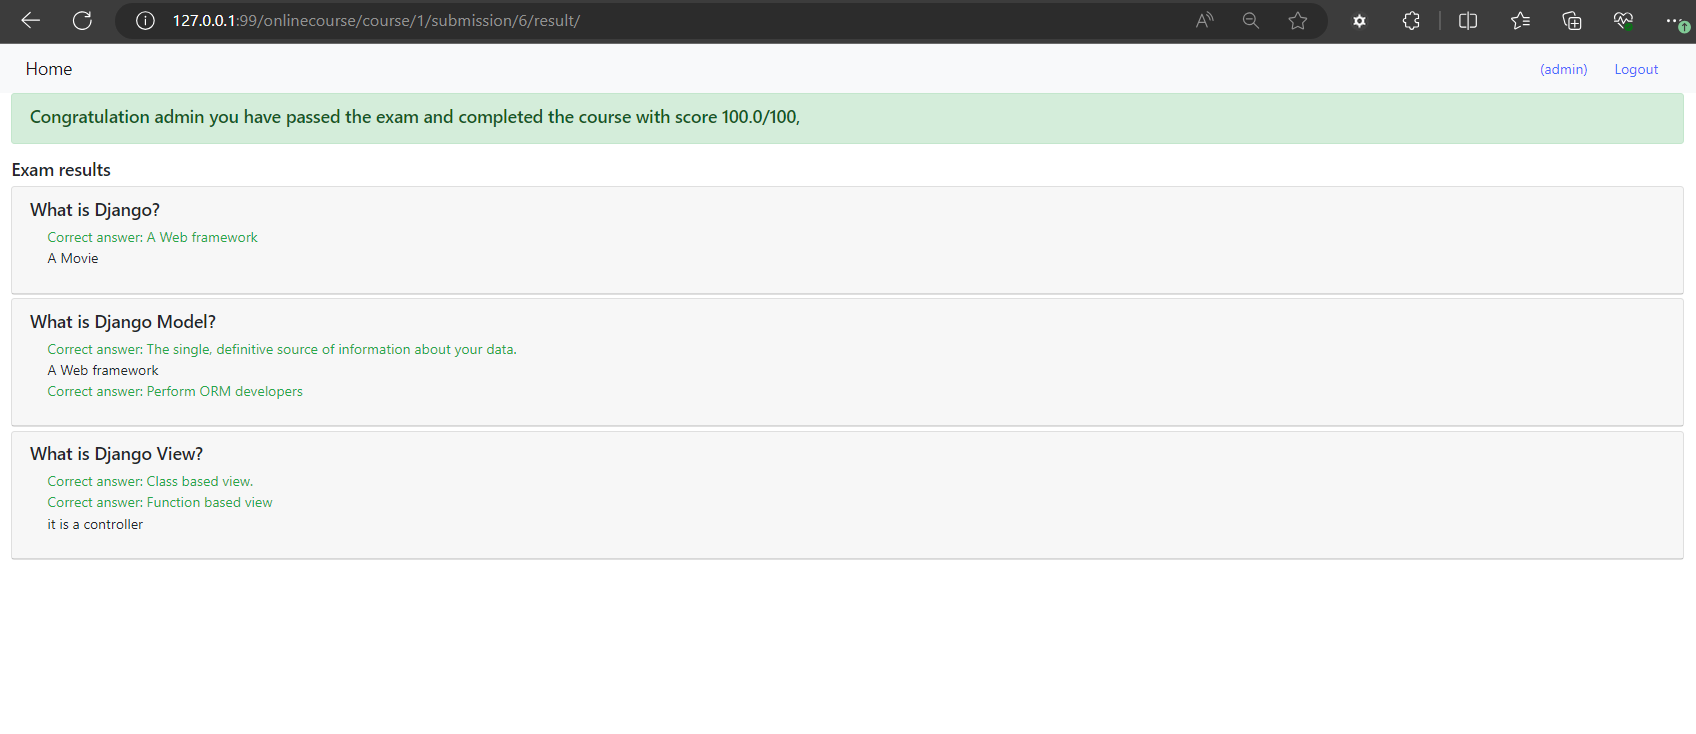 127.0.0.1:99/onlinecourse/course/1/submission/6/result/
Home (admin) Logout
Congratulation admin you have passed the exam and completed the course with score 100.0/100,
Exam results
What is Django?
Correct answer: A Web framework
A Movie
What is Django Model?
Correct answer: The single, definitive source of information about your data.
A Web framework
Correct answer: Perform ORM developers
What is Django View?
Correct answer: Class based view.
Correct answer: Function based view
it is a controller